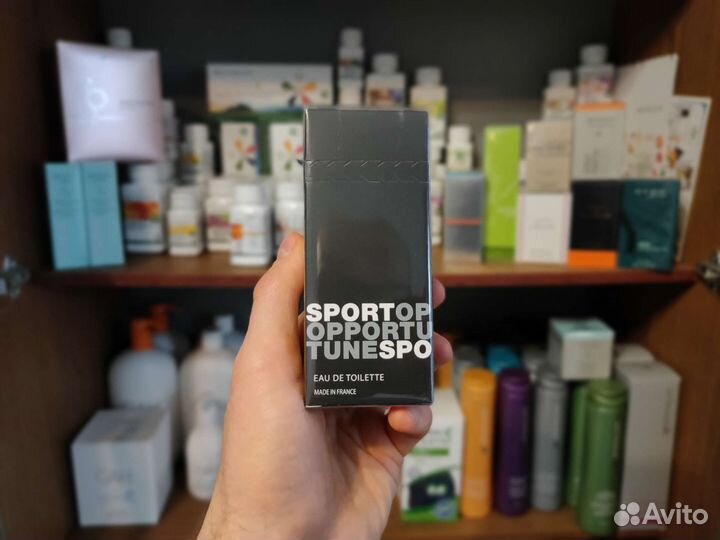 SPORTOP
OPPORTU
TUNESPO
EAU DE TOILETTE
MADE IN FRANCE
Avito